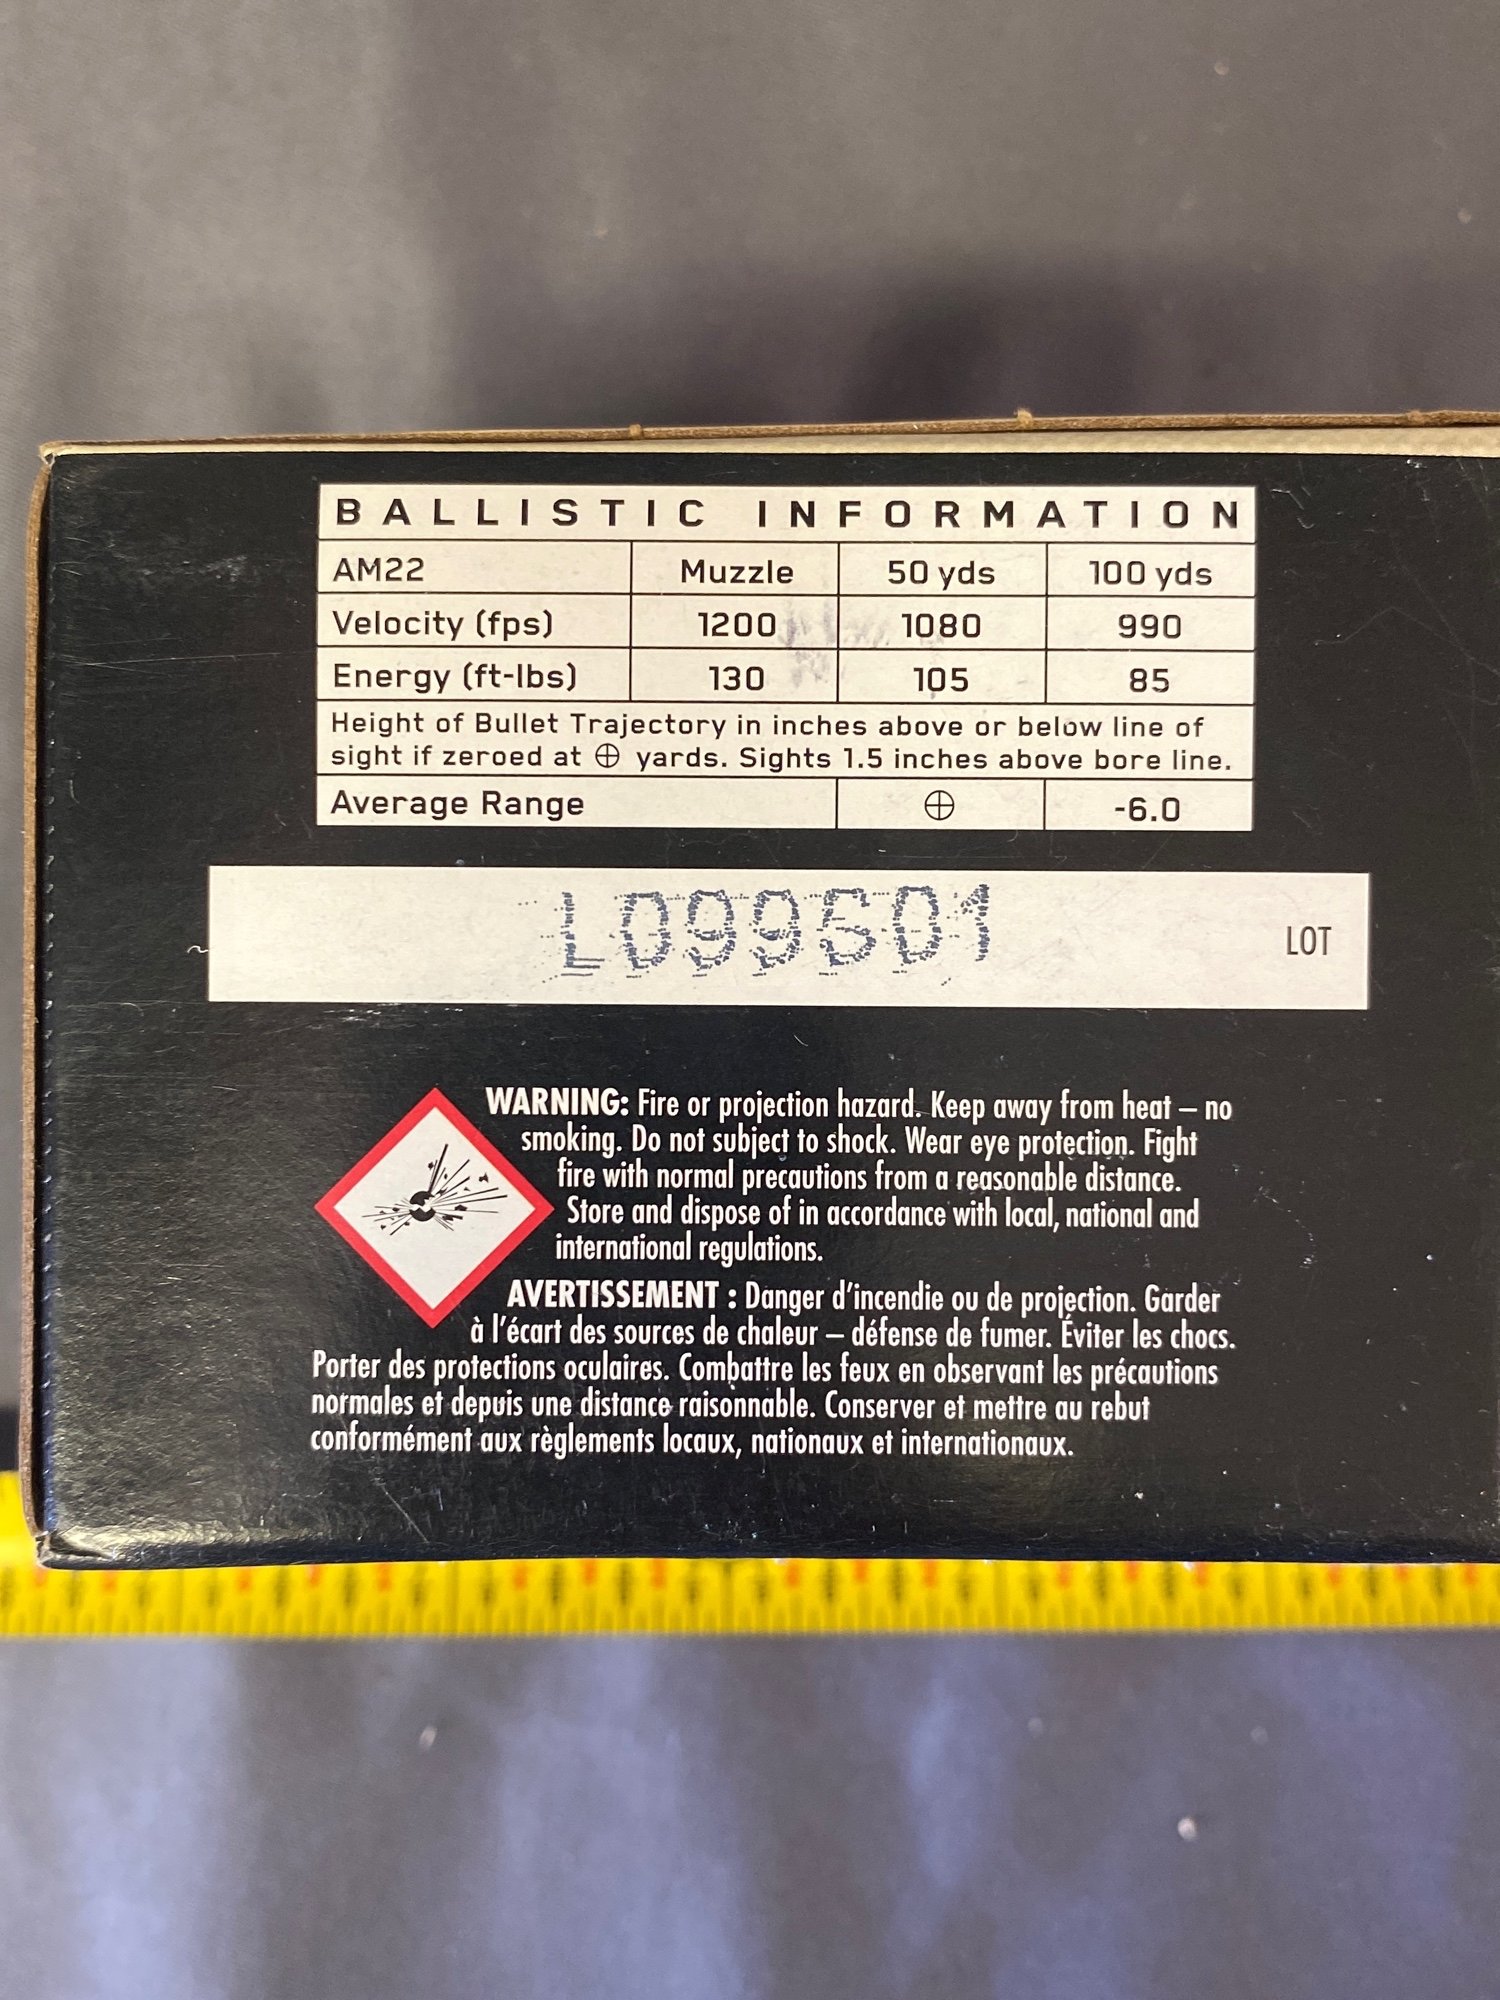 BALLISTIC INFORMATION
AM22 Muzzle 50 yds 100 yds
Velocity (fps) 1200 1080 990
Energy (ft-lbs) 130 105 85
Height of Bullet Trajectory in inches above or below line of
sight if zeroed at ⊕ yards. Sights 1.5 inches above bore line.
Average Range ⊕ -6.0
L099S01 LOT
WARNING: Fire or projection hazard. Keep away from heat – no
smoking. Do not subject to shock. Wear eye protection. Fight
fire with normal precautions from a reasonable distance.
Store and dispose of in accordance with local, national and
international regulations.
AVERTISSEMENT : Danger d'incendie ou de projection. Garder
à l'écart des sources de chaleur – défense de fumer. Éviter les chocs.
Porter des protections oculaires. Combattre les feux en observant les précautions
normales et depuis une distance raisonnable. Conserver et mettre au rebut
conformément aux règlements locaux, nationaux et internationaux.